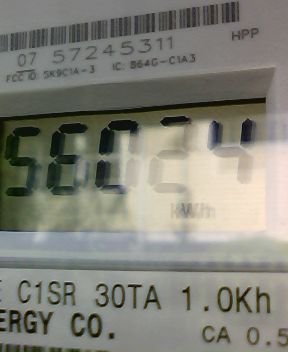 HPP
07 57245311
FCC ID: SK9C1A-3 IC: 864G-C1A3
56024
kWh
E C1SR 30TA 1.0Kh
ERGY CO. CA 0.5